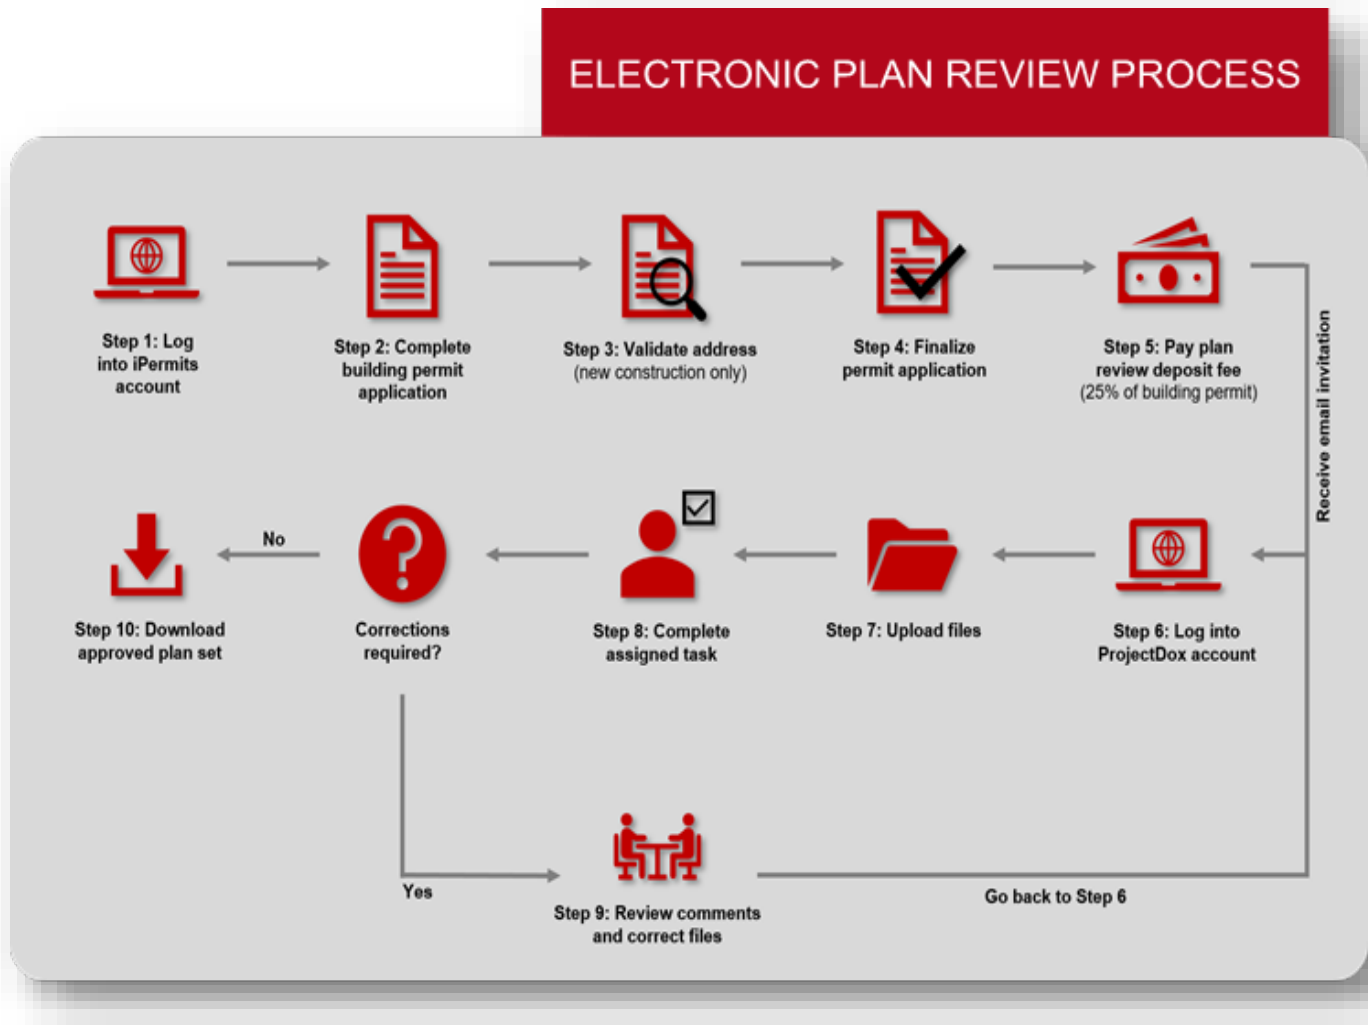 ELECTRONIC PLAN REVIEW PROCESS
Step 1: Log
into iPermits
account
Step 2: Complete
building permit
application
Step 3: Validate address
(new construction only)
Step 4: Finalize
permit application
Step 5: Pay plan
review deposit fee
(25% of building permit)
Receive email invitation
Step 6: Log into
ProjectDox account
Step 7: Upload files
Step 8: Complete
assigned task
Corrections
required?
No
Step 10: Download
approved plan set
Yes
Step 9: Review comments
and correct files
Go back to Step 6